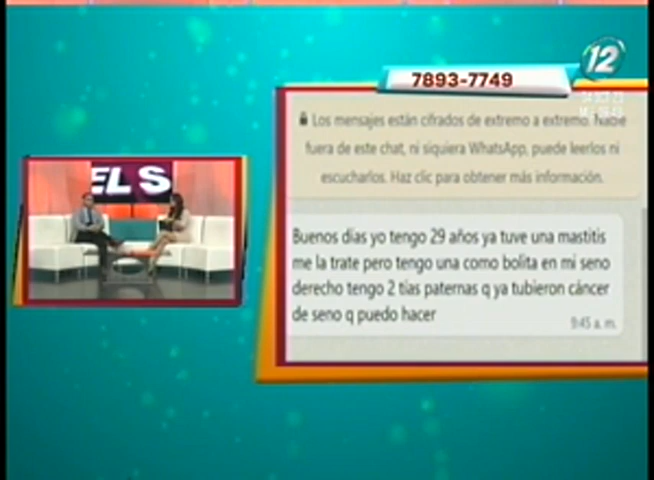 12
7893-7749
Los mensajes están cifrados de extremo a extremo. Nadie
fuera de este chat, ni siquiera WhatsApp, puede leerlos ni
escucharlos. Haz clic para obtener más información.
EL S
Buenos días yo tengo 29 años ya tuve una mastitis
me la trate pero tengo una como bolita en mi seno
derecho tengo 2 tías paternas q ya tubieron cáncer
de seno q puedo hacer
9:45 a. m.